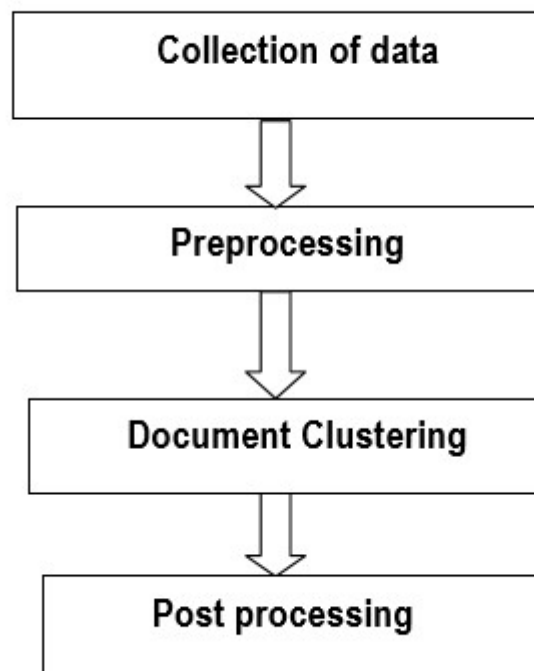 Collection of data
Preprocessing
Document Clustering
Post processing